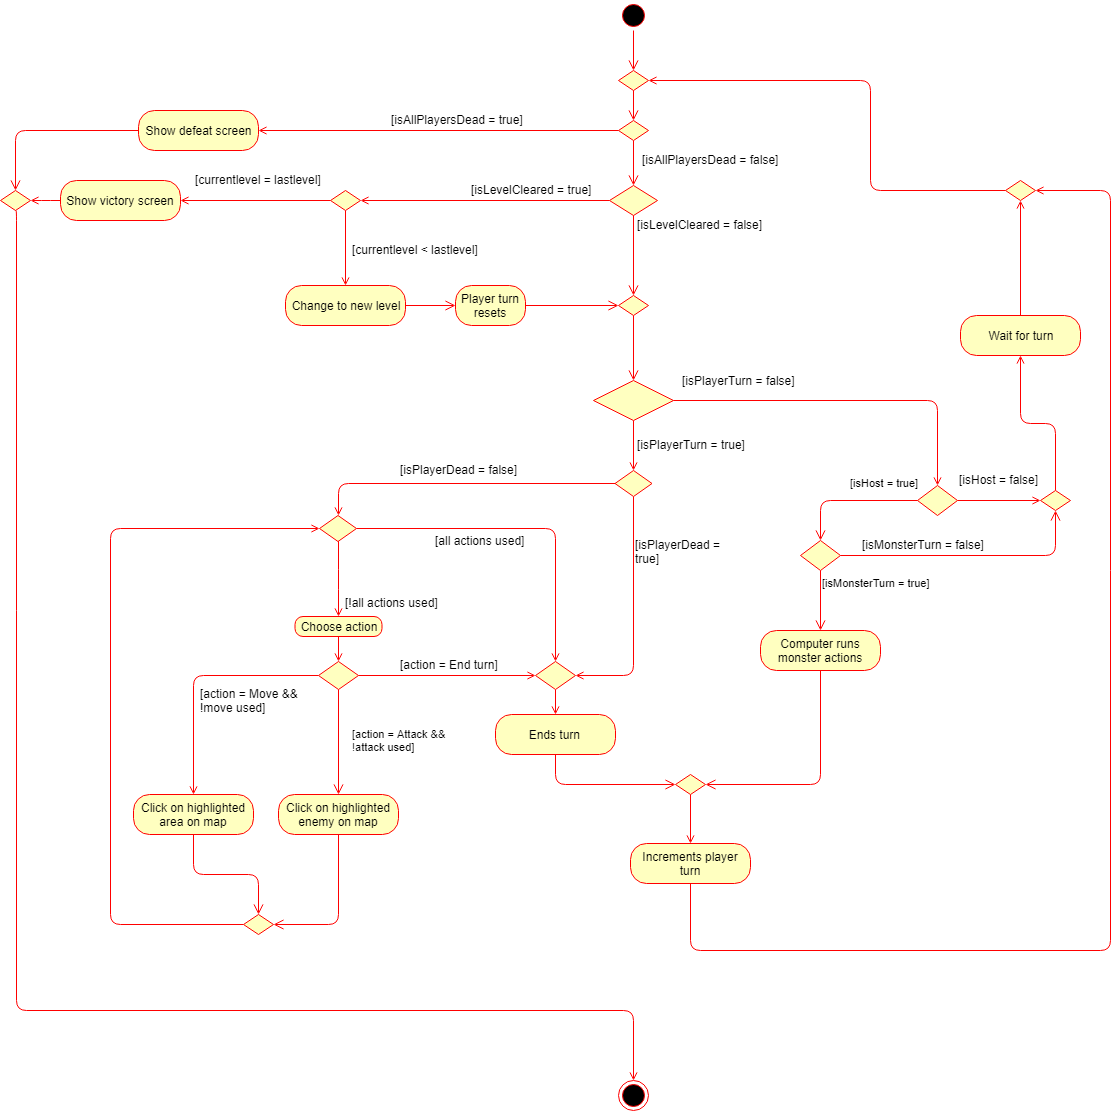 [isAllPlayersDead = true]
Show defeat screen
[isAllPlayersDead = false]
[currentlevel = lastlevel]
[isLevelCleared = true]
Show victory screen
[isLevelCleared = false]
[currentlevel < lastlevel]
Change to new level
Player turn
resets
Wait for turn
[isPlayerTurn = false]
[isPlayerTurn = true]
[isPlayerDead = false]
[isHost = true]
[isHost = false]
[all actions used]
[isPlayerDead =
true]
[isMonsterTurn = false]
[isMonsterTurn = true]
[!all actions used]
Choose action
Computer runs
monster actions
[action = End turn]
[action = Move &&
!move used]
[action = Attack &&
!attack used]
Ends turn
Click on highlighted
area on map
Click on highlighted
enemy on map
Increments player
turn